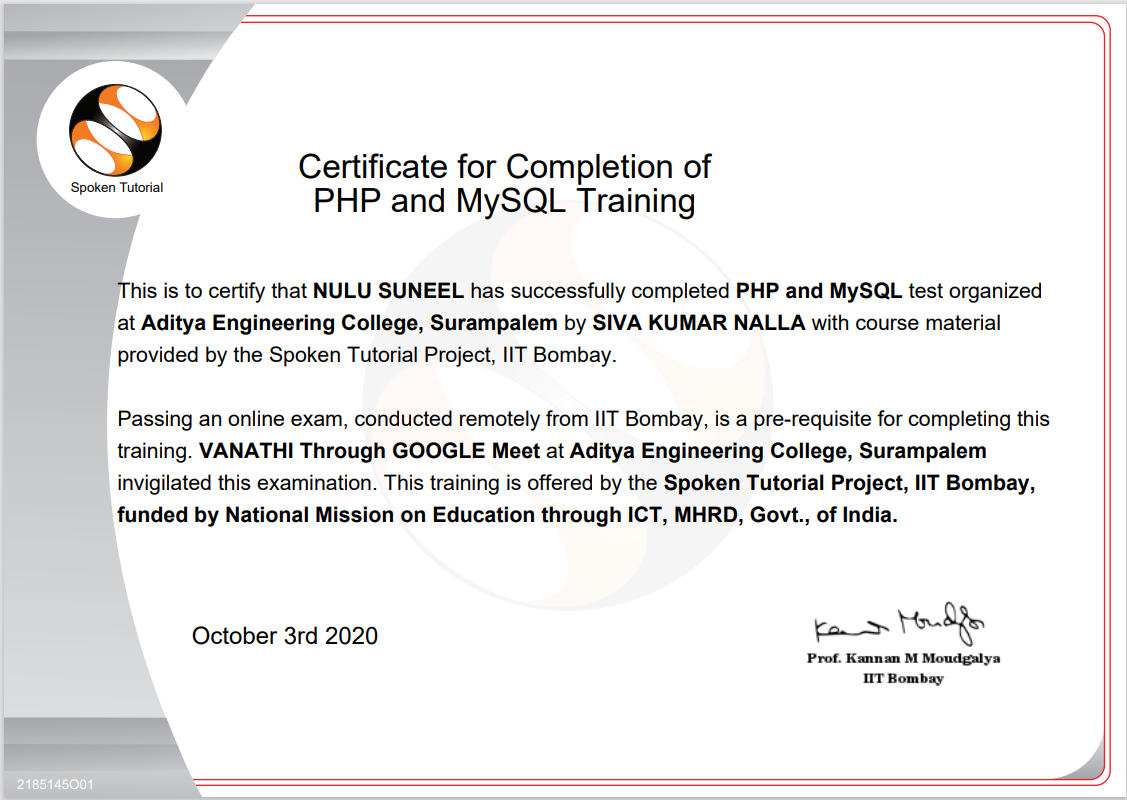 Spoken Tutorial
Certificate for Completion of
PHP and MySQL Training
This is to certify that NULU SUNEEL has successfully completed PHP and MySQL test organized
at Aditya Engineering College, Surampalem by SIVA KUMAR NALLA with course material
provided by the Spoken Tutorial Project, IIT Bombay.
Passing an online exam, conducted remotely from IIT Bombay, is a pre-requisite for completing this
training. VANATHI Through GOOGLE Meet at Aditya Engineering College, Surampalem
invigilated this examination. This training is offered by the Spoken Tutorial Project, IIT Bombay,
funded by National Mission on Education through ICT, MHRD, Govt., of India.
October 3rd 2020
Prof. Kannan M Moudgalya
IIT Bombay
2185145O01